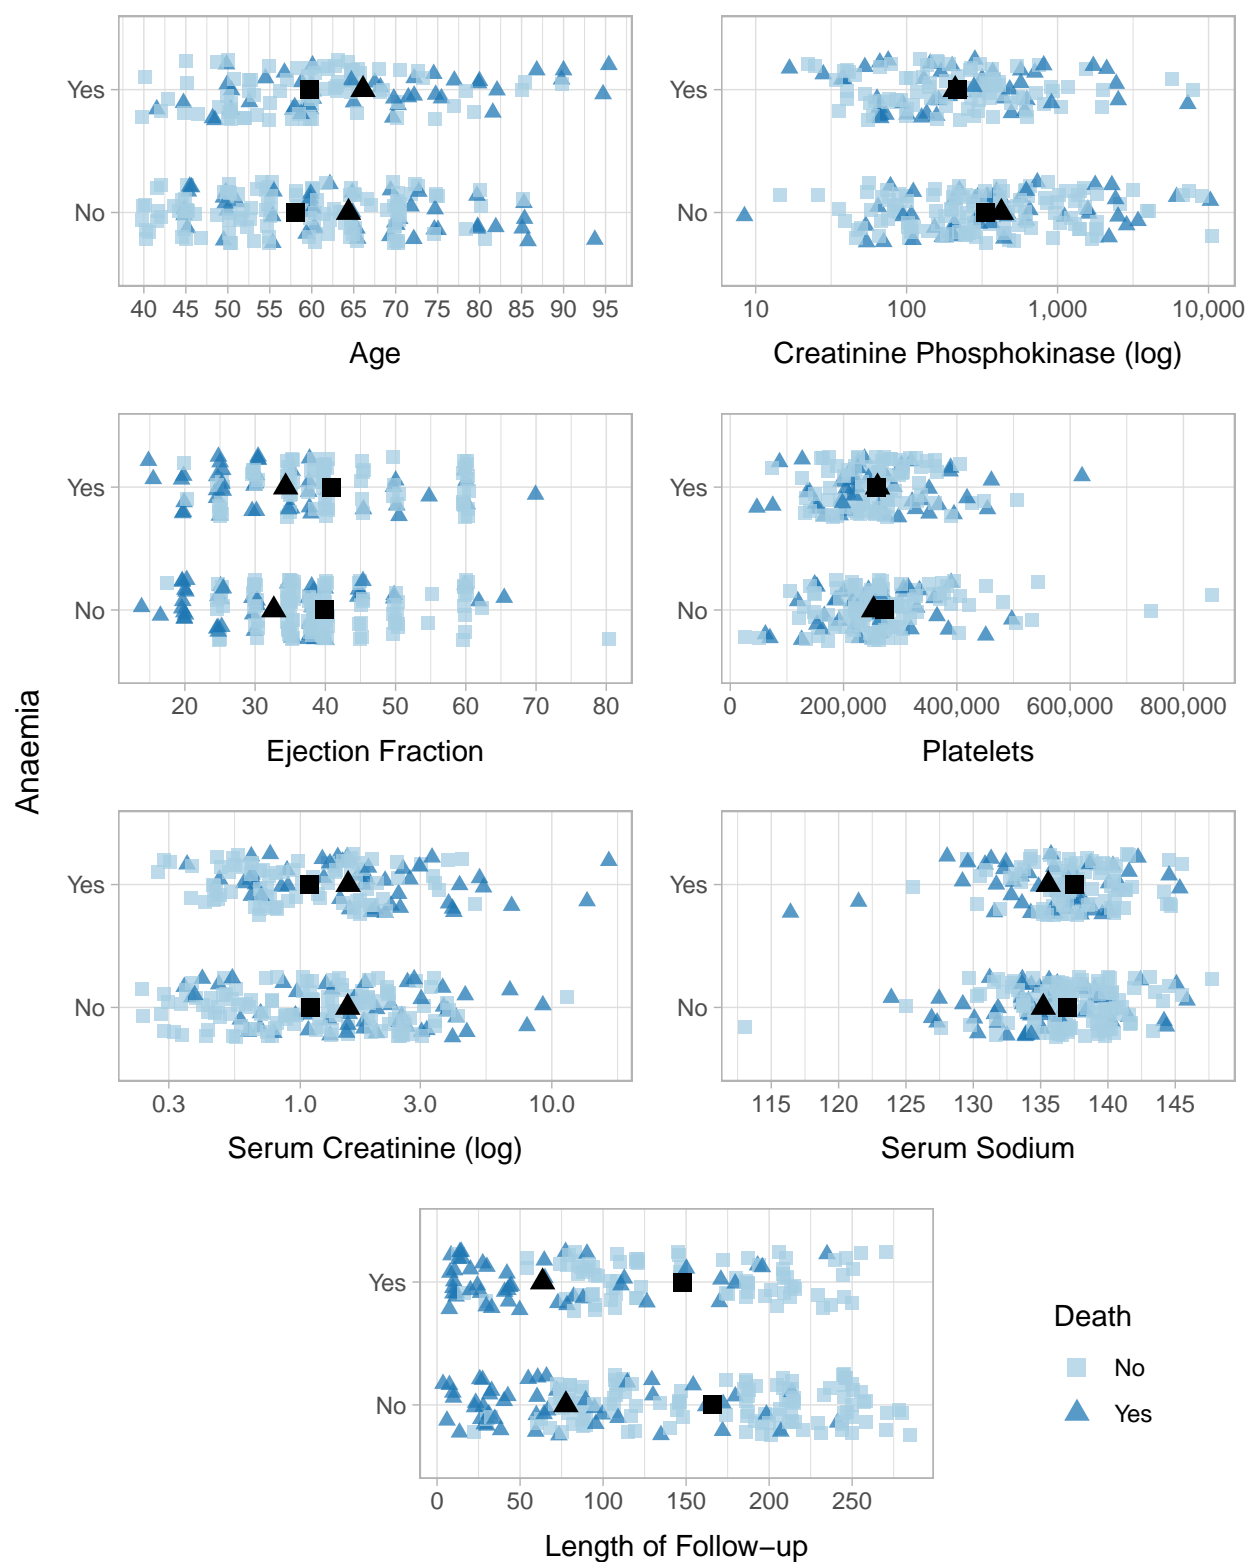 Yes
No
40 45 50 55 60 65 70 75 80 85 90 95
Age
Yes
No
10 100 1,000 10,000
Creatinine Phosphokinase (log)
Yes
No
20 30 40 50 60 70 80
Ejection Fraction
Yes
No
0 200,000 400,000 600,000 800,000
Platelets
Anaemia
Yes
No
0.3 1.0 3.0 10.0
Serum Creatinine (log)
Yes
No
115 120 125 130 135 140 145
Serum Sodium
Yes
No
0 50 100 150 200 250
Length of Follow−up
Death
No
Yes